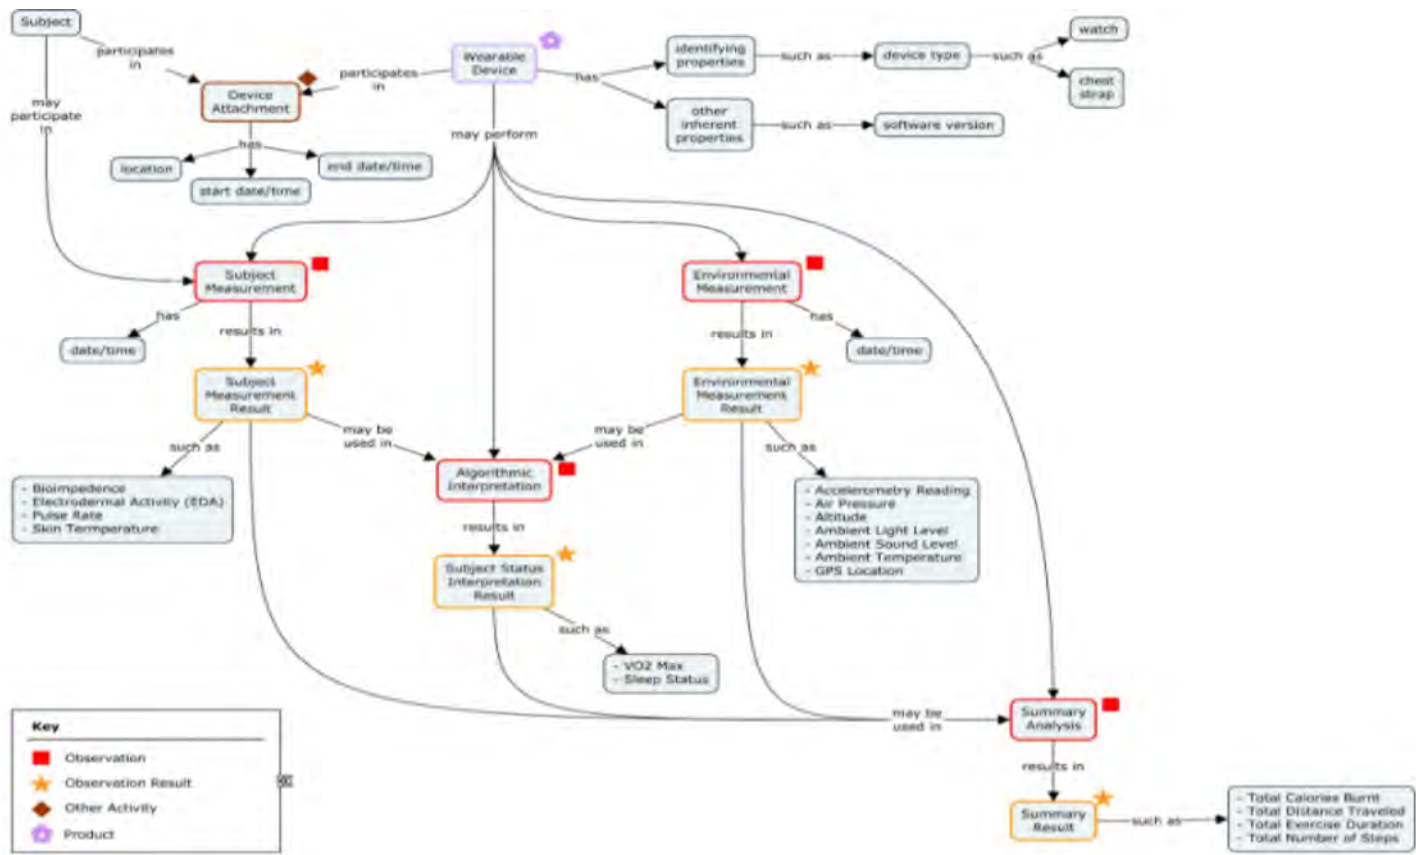 Subject
participates
in
may
participate
in
Device
Attachment
participates
in
Wearable
Device
has
identifying
properties
such as
device type
such as
watch
chest
strap
other
inherent
properties
such as
software version
has
location
start date/time
end date/time
may perform
Subject
Measurement
has
date/time
results in
Subject
Measurement
Result
such as
- Bioimpedence
- Electrodermal Activity (EDA)
- Pulse Rate
- Skin Termperature
may be
used in
Environmental
Measurement
has
date/time
results in
Environmental
Measurement
Result
may be
used in
such as
- Accelerometry Reading
- Air Pressure
- Altitude
- Ambient Light Level
- Ambient Sound Level
- Ambient Temperature
- GPS Location
Algorithmic
Interpretation
results in
Subject Status
Interpretation
Result
such as
- VO2 Max
- Sleep Status
may be
used in
Summary
Analysis
results in
Summary
Result
such as
- Total Calories Burnt
- Total Distance Traveled
- Total Exercise Duration
- Total Number of Steps
Key
Observation
Observation Result
Other Activity
Product